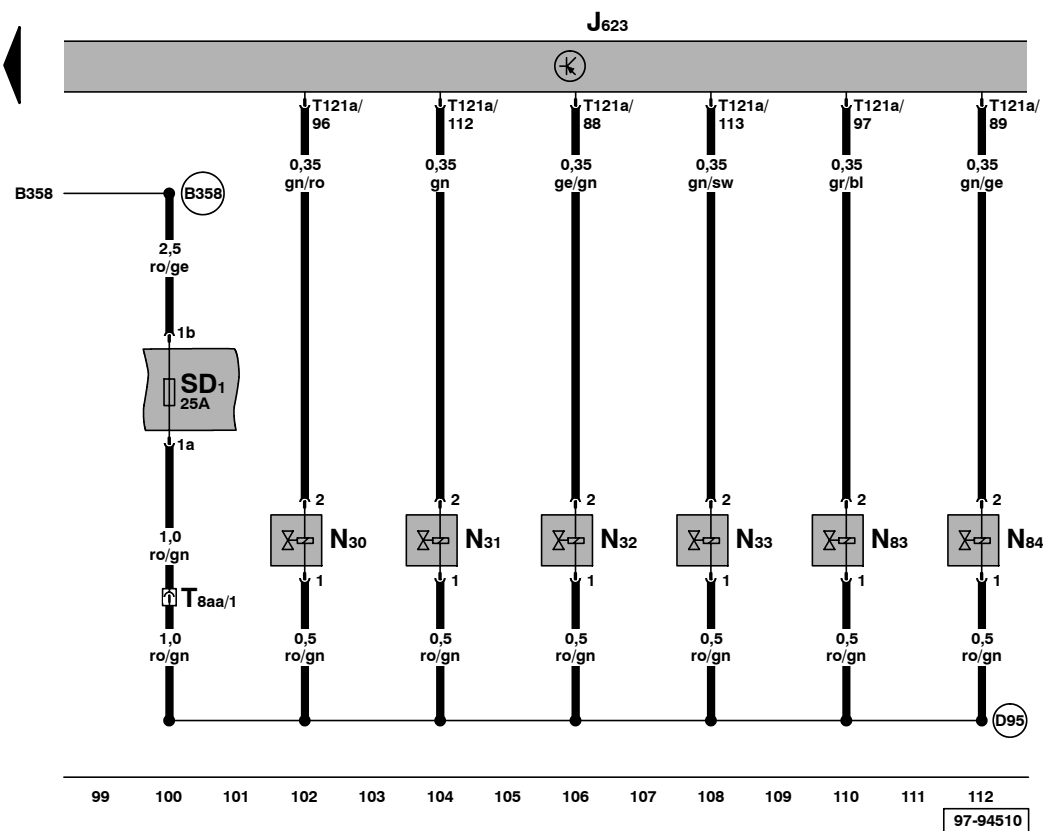 J623
T121a/ T121a/ T121a/ T121a/ T121a/ T121a/
96 112 88 113 97 89
0,35 0,35 0,35 0,35 0,35 0,35
gn/ro gn ge/gn gn/sw gr/bl gn/ge
B358 B358
2,5
ro/ge
1b
SD1
25A
1a
2 2 2 2 2 2
1,0
ro/gn
N30 N31 N32 N33 N83 N84
1 1 1 1 1 1
T8aa/1
1,0 0,5 0,5 0,5 0,5 0,5 0,5
ro/gn ro/gn ro/gn ro/gn ro/gn ro/gn ro/gn
D95
99 100 101 102 103 104 105 106 107 108 109 110 111 112
97-94510